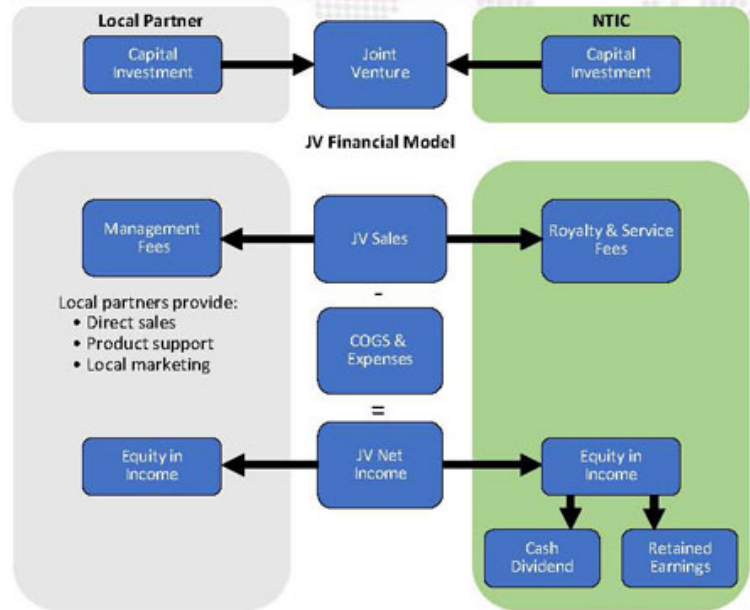 Local Partner
NTIC
Capital
Investment
Joint
Venture
Capital
Investment
JV Financial Model
Management
Fees
JV Sales
Royalty & Service
Fees
Local partners provide:
• Direct sales
• Product support
• Local marketing
-
COGS &
Expenses
=
Equity in
Income
JV Net
Income
Equity in
Income
Cash
Dividend
Retained
Earnings